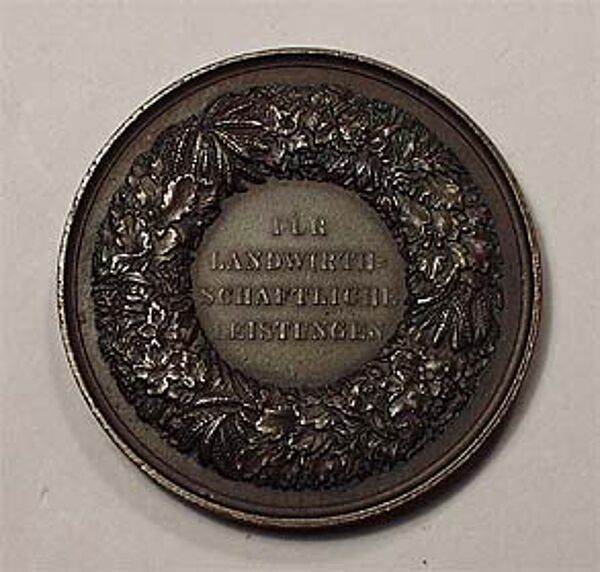 FÜR
LANDWIRTH-
SCHAFTLICHE
LEISTUNGEN